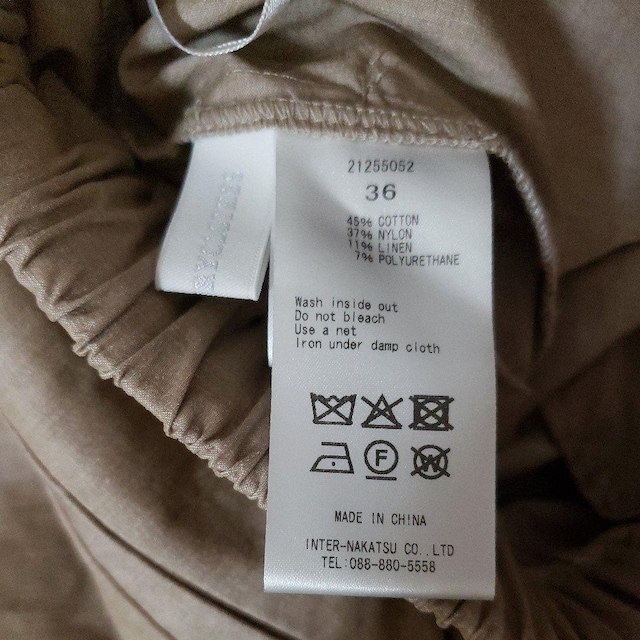 21255052
36
45% COTTON
37% NYLON
11% LINEN
7% POLYURETHANE
Wash inside out
Do not bleach
Use a net
Iron under damp cloth
F
W
MADE IN CHINA
INTER-NAKATSU CO.,LTD
TEL:088-880-5558